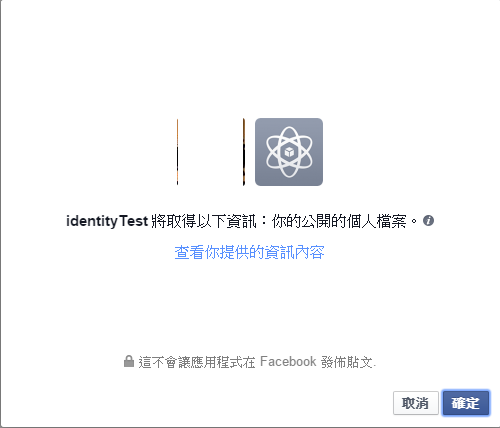 identityTest 將取得以下資訊：你的公開的個人檔案。
查看你提供的資訊內容
這不會讓應用程式在 Facebook 發佈貼文.
取消 確定